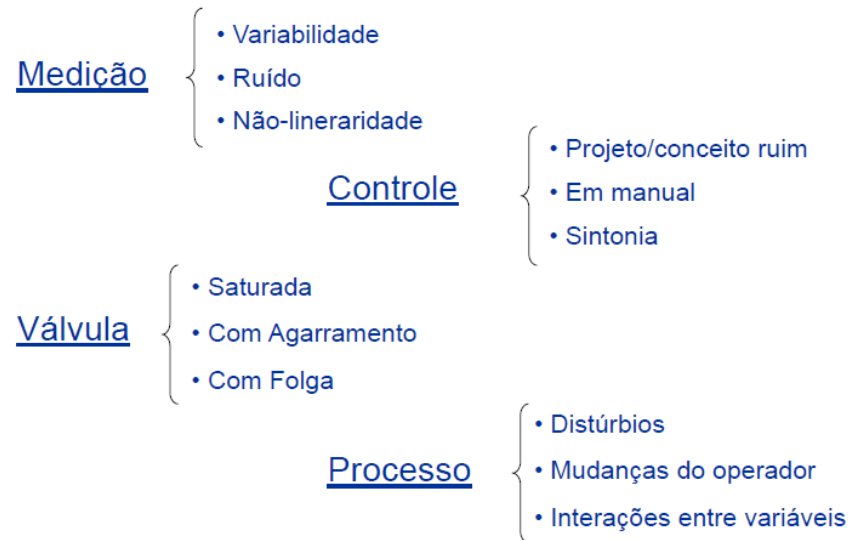 Medição
• Variabilidade
• Ruído
• Não-lineraridade
Controle
• Projeto/conceito ruim
• Em manual
• Sintonia
Válvula
• Saturada
• Com Agarramento
• Com Folga
Processo
• Distúrbios
• Mudanças do operador
• Interações entre variáveis